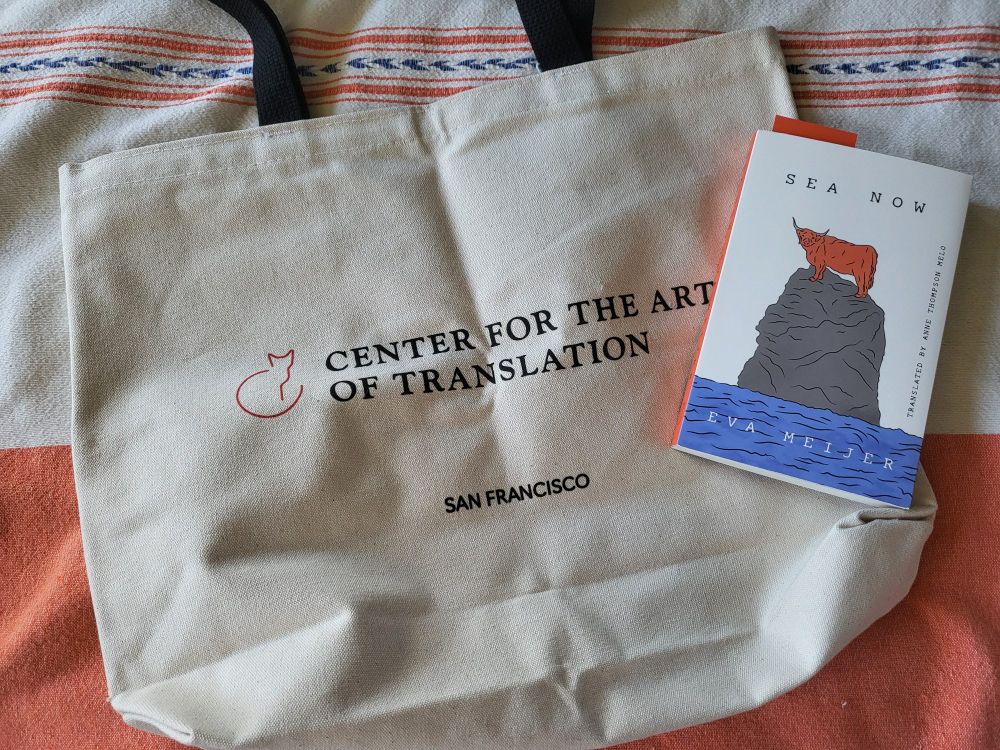 CENTER FOR THE ART
OF TRANSLATION
SAN FRANCISCO
SEA NOW
TRANSLATED BY ANNE THOMPSON MELO
EVA MEIJER